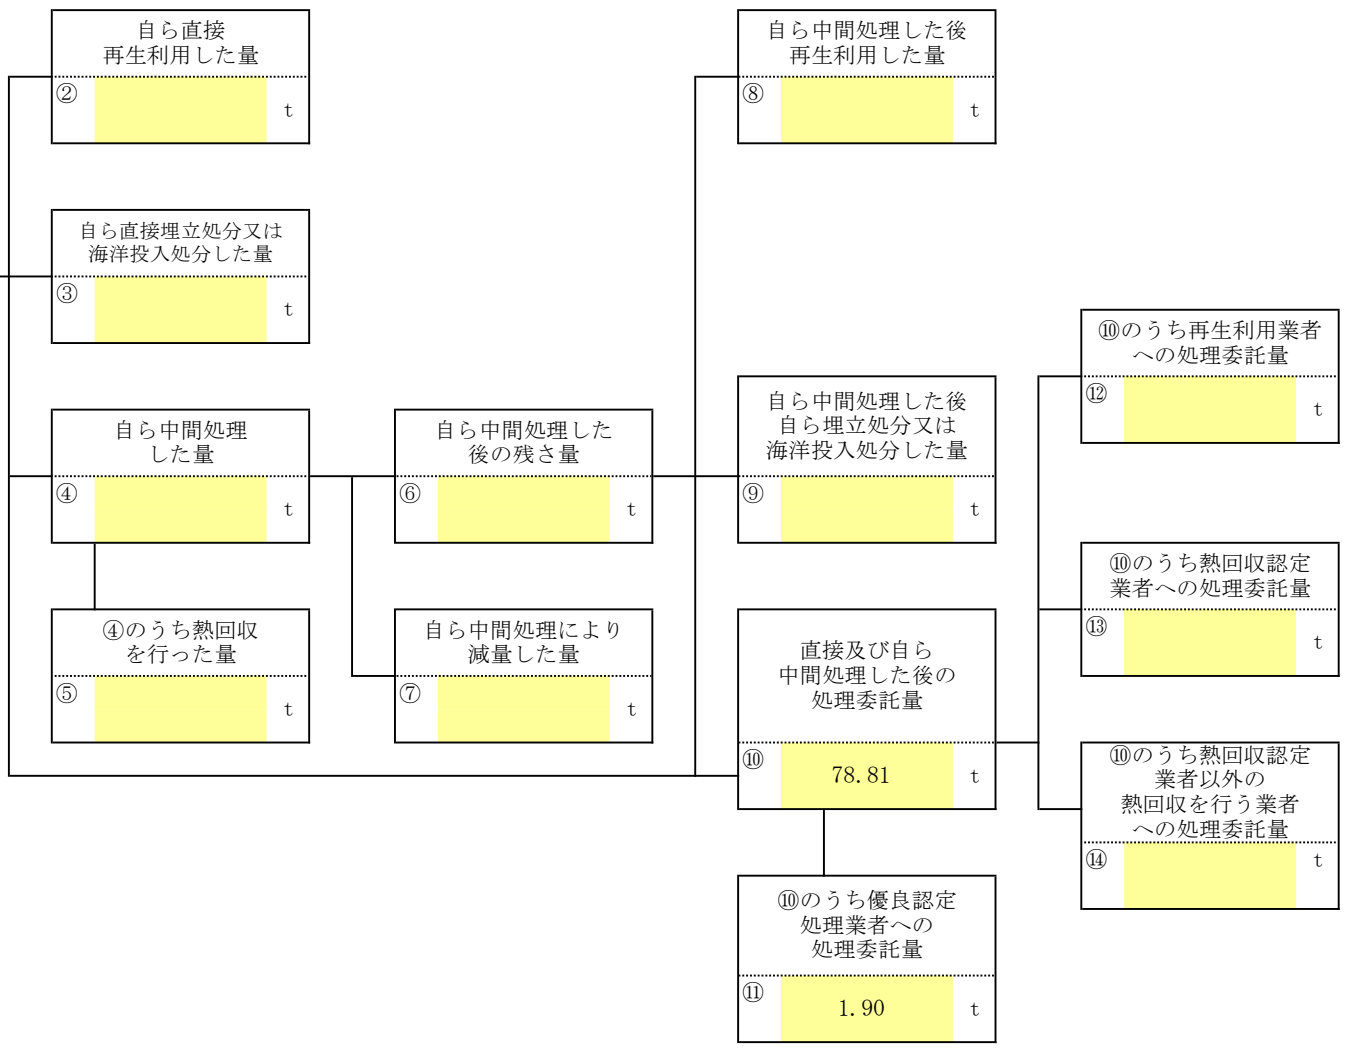 自ら直接
再生利用した量
②
t
自ら中間処理した後
再生利用した量
⑧
t
自ら直接埋立処分又は
海洋投入処分した量
③
t
⑩のうち再生利用業者
への処理委託量
⑫
t
自ら中間処理
した量
④
t
自ら中間処理した
後の残さ量
⑥
t
自ら中間処理した後
自ら埋立処分又は
海洋投入処分した量
⑨
t
⑩のうち熱回収認定
業者への処理委託量
⑬
t
④のうち熱回収
を行った量
⑤
t
自ら中間処理により
減量した量
⑦
t
直接及び自ら
中間処理した後の
処理委託量
⑩
78.81 t
⑩のうち熱回収認定
業者以外の
熱回収を行う業者
への処理委託量
⑭
t
⑩のうち優良認定
処理業者への
処理委託量
⑪
1.90 t